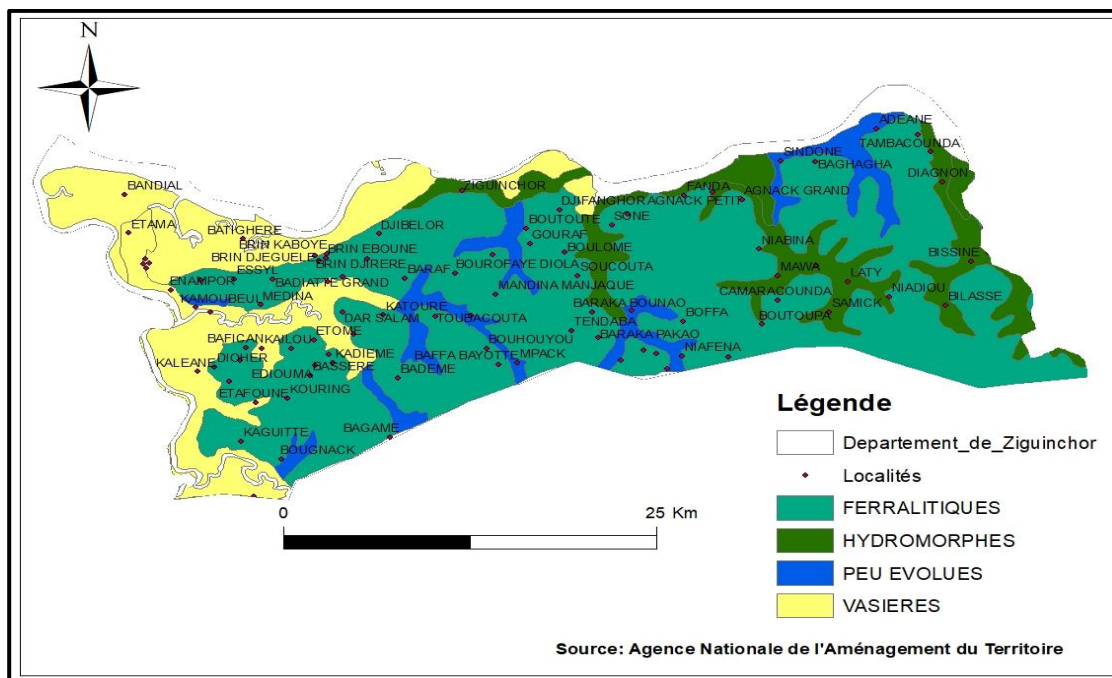 N
ADEANE
TAMBACOUNDA
SINDONE
BAGHAGHA
DIAGNON
BANDIAL
ZIGUINCHOR
FANDA
AGNACK GRAND
AGNACK PETIT
DJIFANGHOR
SONE
ETAMA
BATIGHERE
DJIBELOR
BOUTOUTE
GOURAF
BRIN KABOYE
BRIN EBOUNE
BOULOME
NIABINA
BRIN DJEGUELE
BRIN DJRERE
BARAF
BOUROFAYE DIOLA
SOUCOUTA
MAWA
LATY
BISSINE
ESSYL
ENAMPOR
BADIATTE GRAND
MANDINA MANJAQUE
CAMARACOUNDA
NIADIOU
KAMOUBEUL
MEDINA
KATOURE
BARAKA BOUNAO
SAMICK
BILASSE
DAR SALAM
TOUBACOUTA
TENDABA
BOFFA
BOUTOUPA
ETOME
BAFICAN
KAILOU
BOUHOUYOU
BARAKA PAKAO
KADIEME
BAFFA BAYOTTE
MPACK
NIAFENA
DIOHER
KALEANE
BASSERE
EDIOUMA
BADEME
KOURING
ETAFOUNE
BAGAME
KAGUITTE
BOUGNACK
0
25 Km
Légende
Departement_de_Ziguinchor
Localités
FERRALITIQUES
HYDROMORPHES
PEU EVOLUES
VASIERES
Source: Agence Nationale de l'Aménagement du Territoire